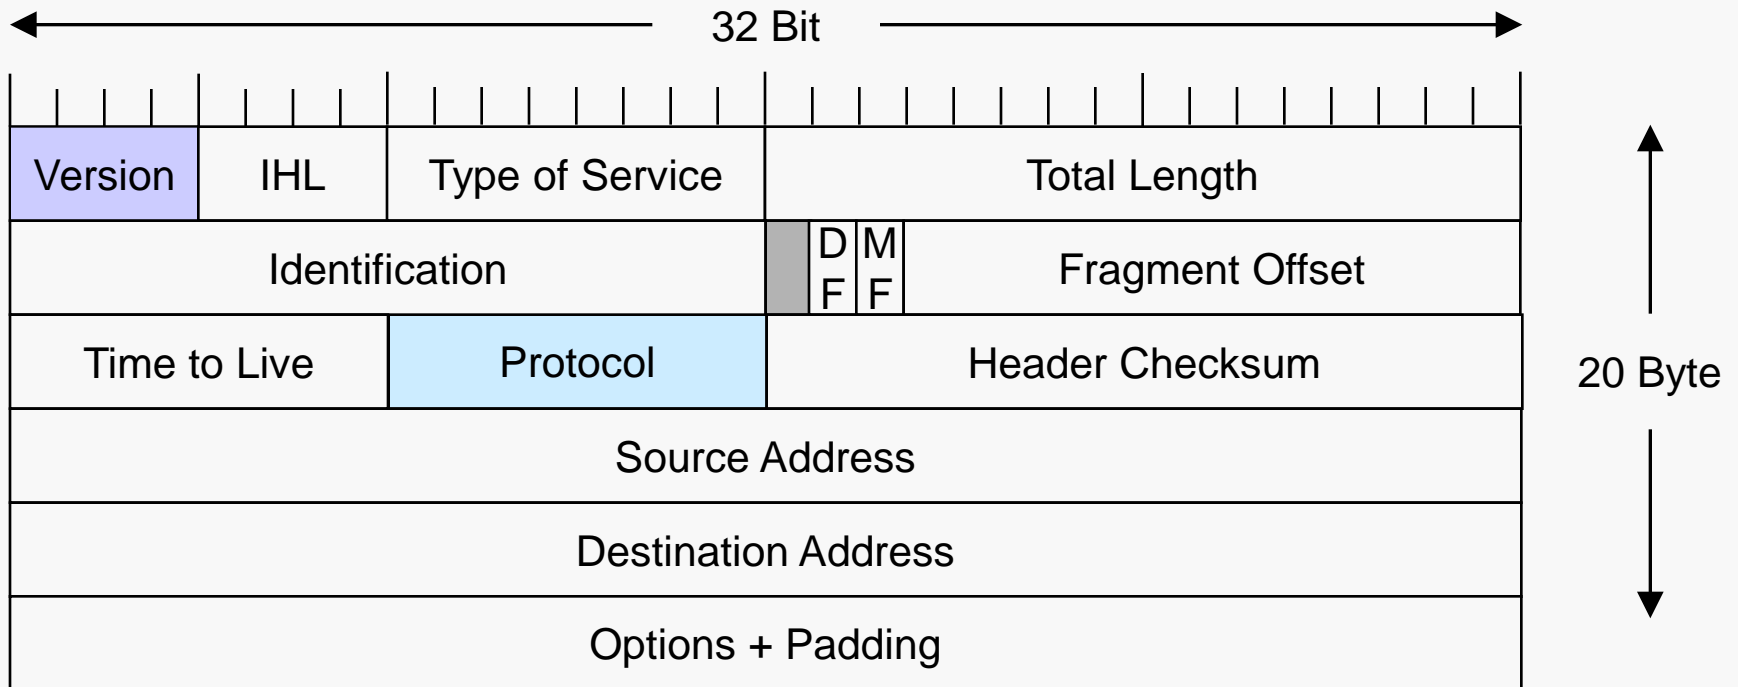 32 Bit
Version IHL Type of Service Total Length
Identification D F M F Fragment Offset
Time to Live Protocol Header Checksum
20 Byte
Source Address
Destination Address
Options + Padding